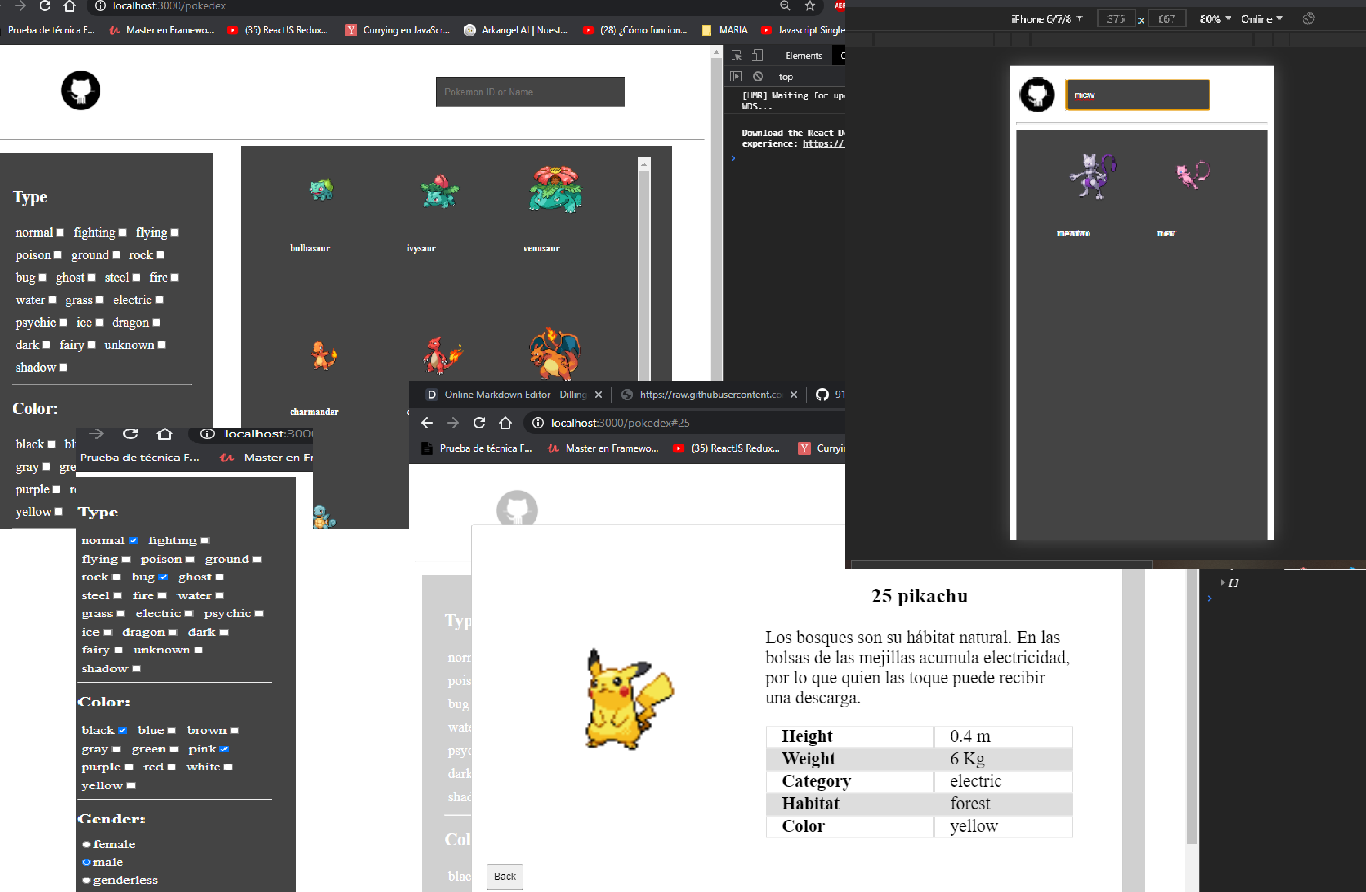 localhost:3000/pokedex
Prueba de técnica F...
Master en Framewo...
(35) ReactJS Redux...
Currying en JavaScr...
Arkangel AI | Nuest...
(28) ¿Cómo funcion...
MARIA
Javascript Single
Pokemon ID or Name
Elements
top
[HMR] Waiting for up
WDS...
Download the React D
experience: https://
Type
normal fighting flying
poison ground rock
bug ghost steel fire
water grass electric
psychic ice dragon
dark fairy unknown
shadow
Color:
black
gray
purple
yellow
bulbasaur ivysaur venusaur
charmander
iPhone 6/7/8 375 x 667 80% Online
mew
mew
localhost:3000
Prueba de técnica F...
Master en Fr
Type
normal fighting
flying poison ground
rock bug ghost
steel fire water
grass electric psychic
ice dragon dark
fairy unknown
shadow
Color:
black blue brown
gray green pink
purple red white
yellow
Gender:
female
male
genderless
Online Markdown Editor - Dilling
https://raw.githubusercontent.co
91
localhost:3000/pokedex#25
Prueba de técnica F...
Master en Framewo...
(35) ReactJS Redux...
Curryin
Typ
norm
pois
bug
wate
psyc
dark
shad
Col
blac
25 pikachu
Los bosques son su hábitat natural. En las
bolsas de las mejillas acumula electricidad,
por lo que quien las toque puede recibir
una descarga.
Height 0.4 m
Weight 6 Kg
Category electric
Habitat forest
Color yellow
Back
[]